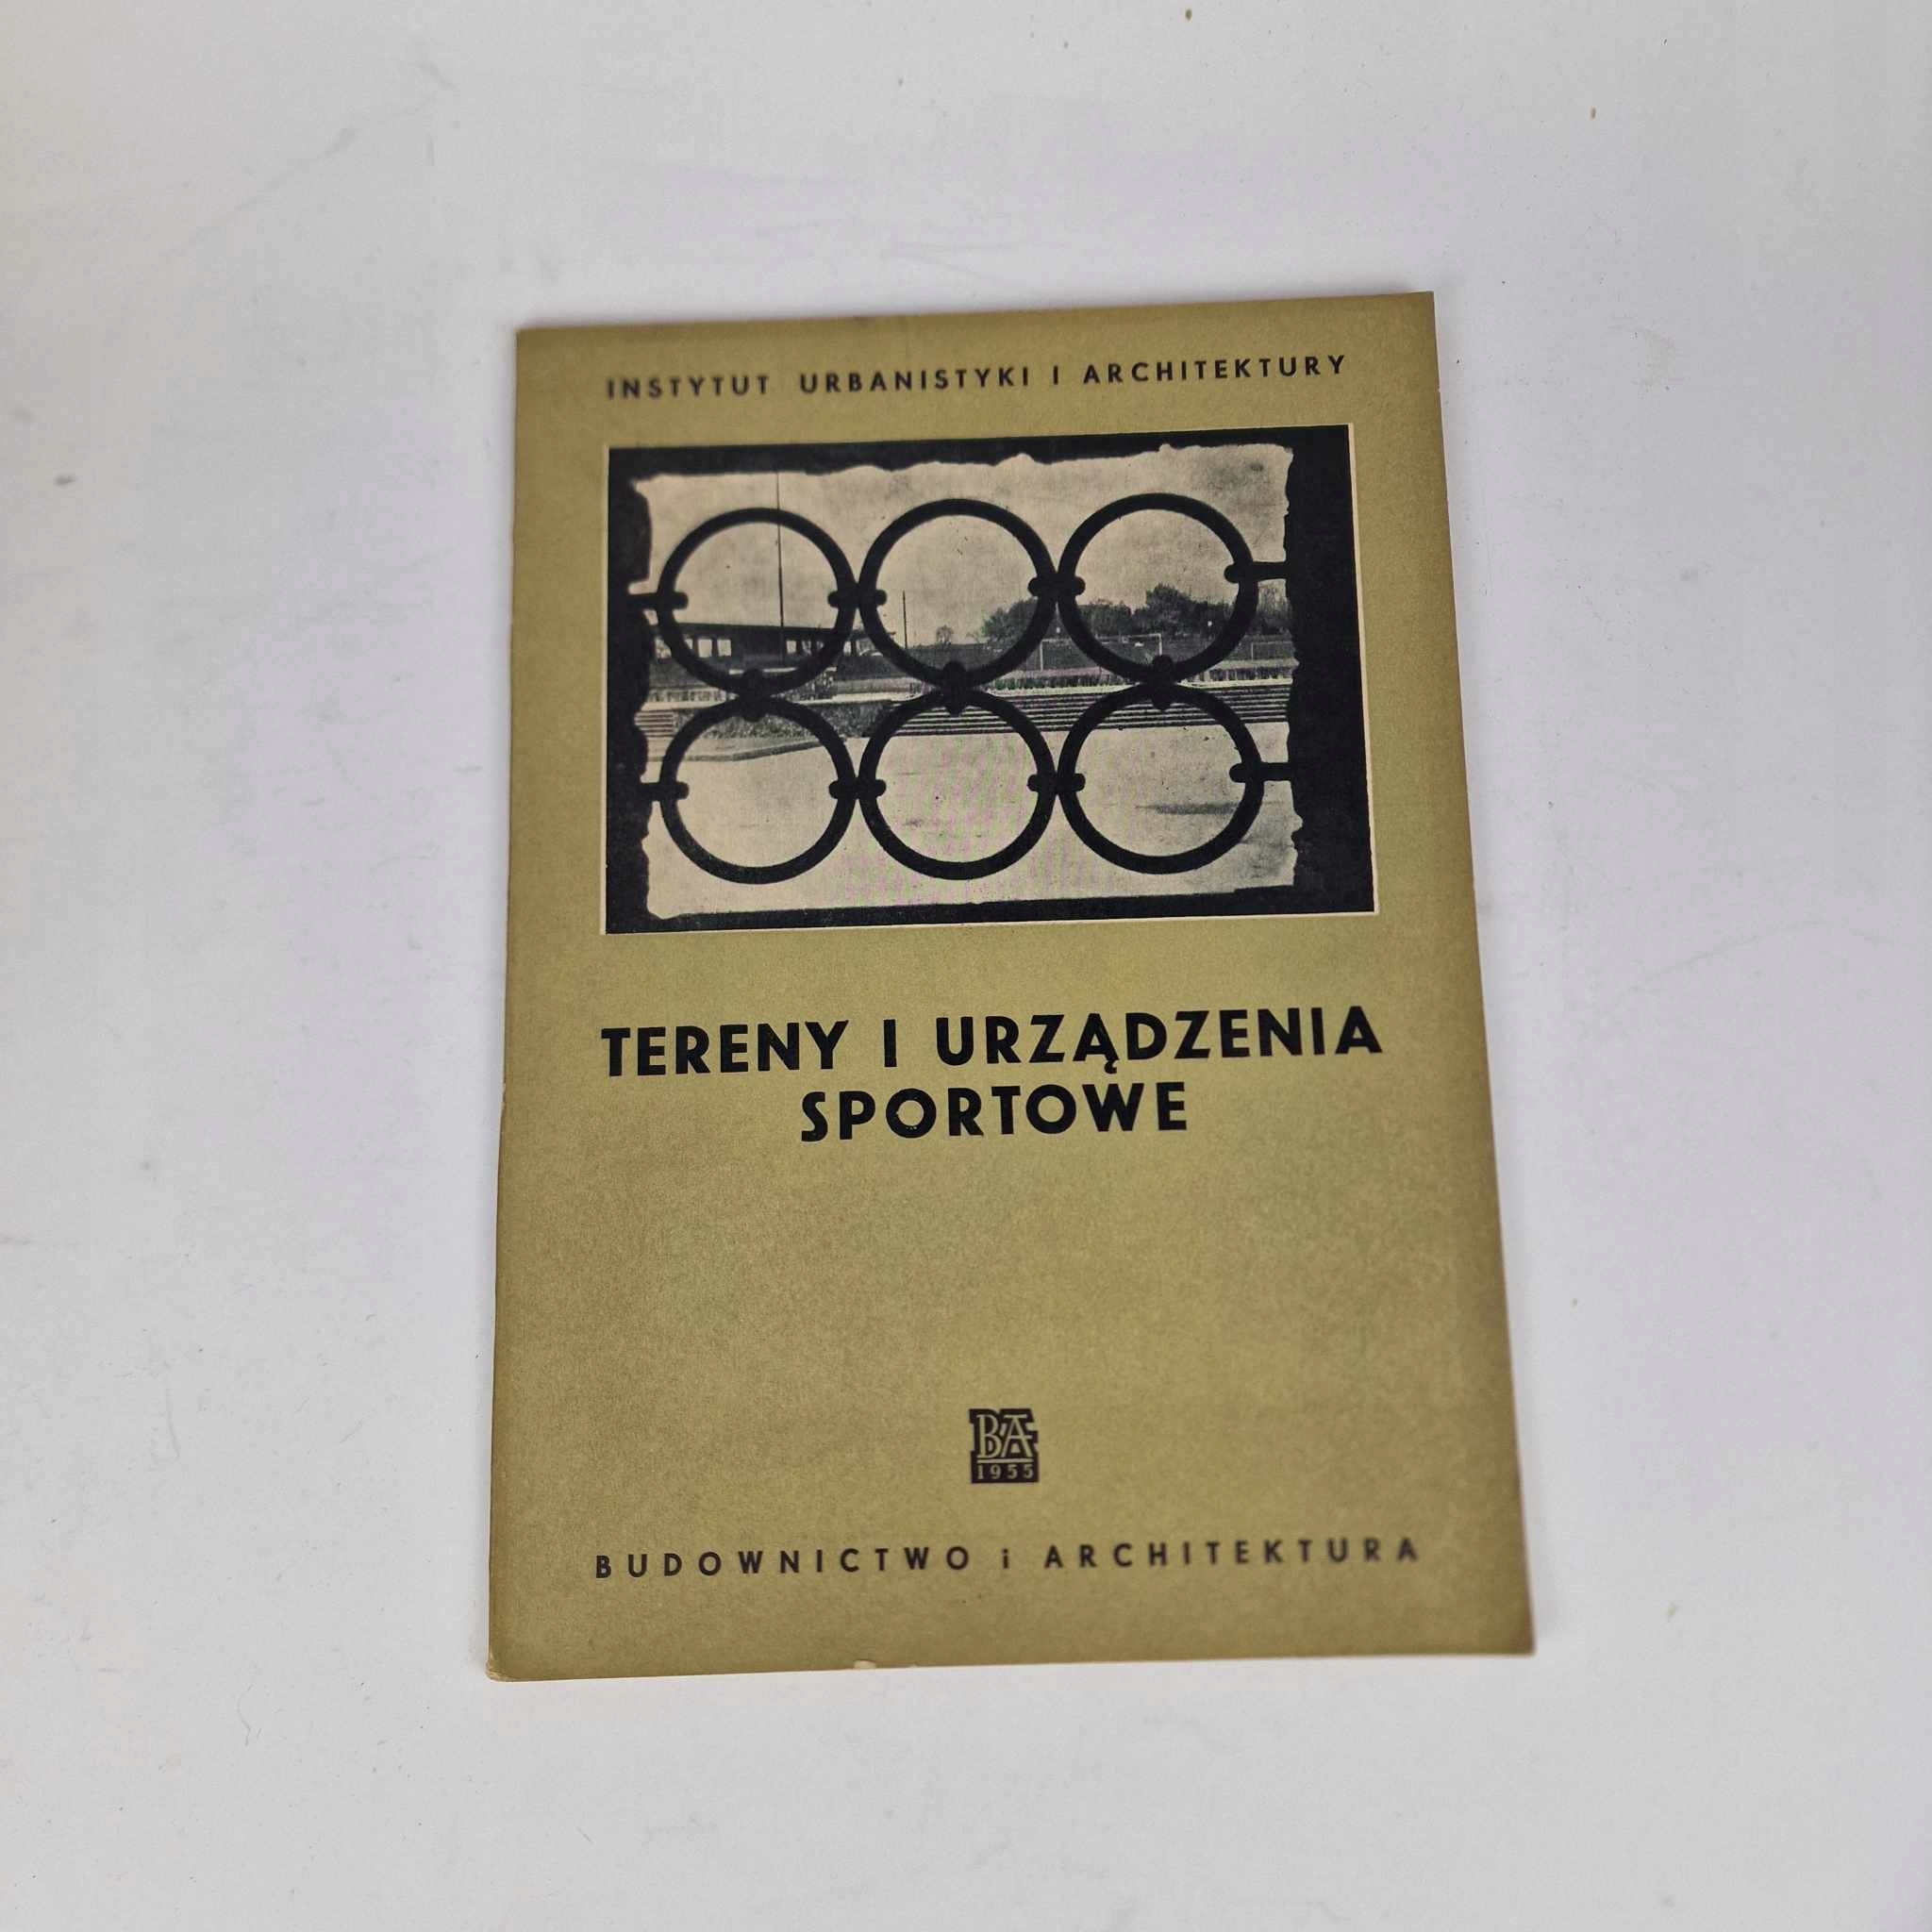 INSTYTUT URBANISTYKI I ARCHITEKTURY
TERENY I URZĄDZENIA
SPORTOWE
BA
1955
BUDOWNICTWO i ARCHITEKTURA